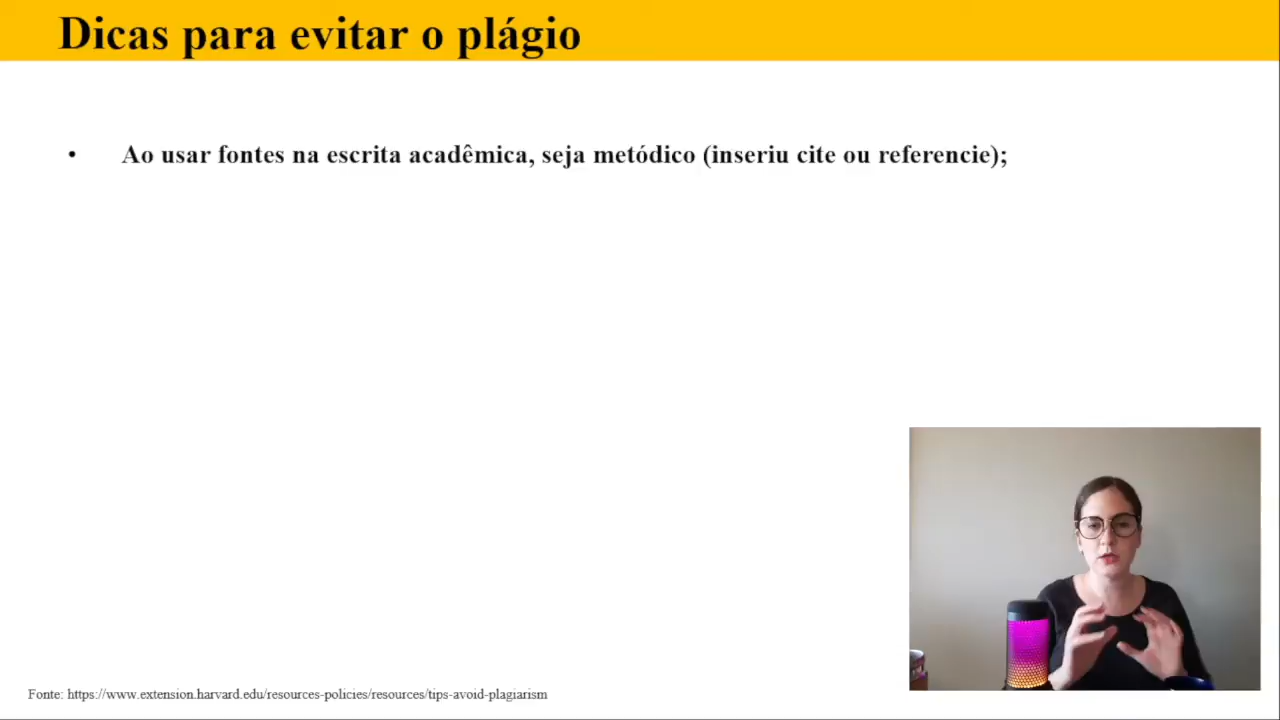 Dicas para evitar o plágio
• Ao usar fontes na escrita acadêmica, seja metódico (inseriu cite ou referencie);
Fonte: https://www.extension.harvard.edu/resources-policies/resources/tips-avoid-plagiarism